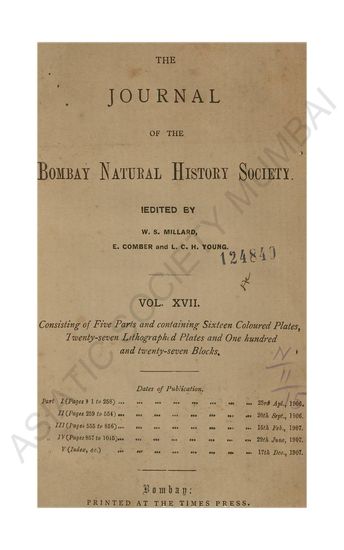 THE
JOURNAL
OF THE
BOMBAY NATURAL HISTORY SOCIETY.
EDITED BY
W. S. MILLARD,
E. COMBER and L. C. H. YOUNG.
124840
VOL. XVII.
Consisting of Five Parts and containing Sixteen Coloured Plates,
Twenty-seven Lithographed Plates and One hundred
and twenty-seven Blocks.
Dates of Publication.
Part I (Pages 1 to 258) ... ... ... ... ... ... ... 23rd Apl., 1906.
II (Pages 259 to 554) ... ... ... ... ... ... ... 20th Sept., 1906.
III (Pages 555 to 856) ... ... ... ... ... ... ... 15th Feb., 1907.
IV (Pages 857 to 1045) ... ... ... ... ... ... ... 29th June, 1907.
V (Index, &c.) ... ... ... ... ... ... ... 17th Dec., 1907.
Bombay:
PRINTED AT THE TIMES PRESS.
ASIATIC SOCIETY MUMBAI